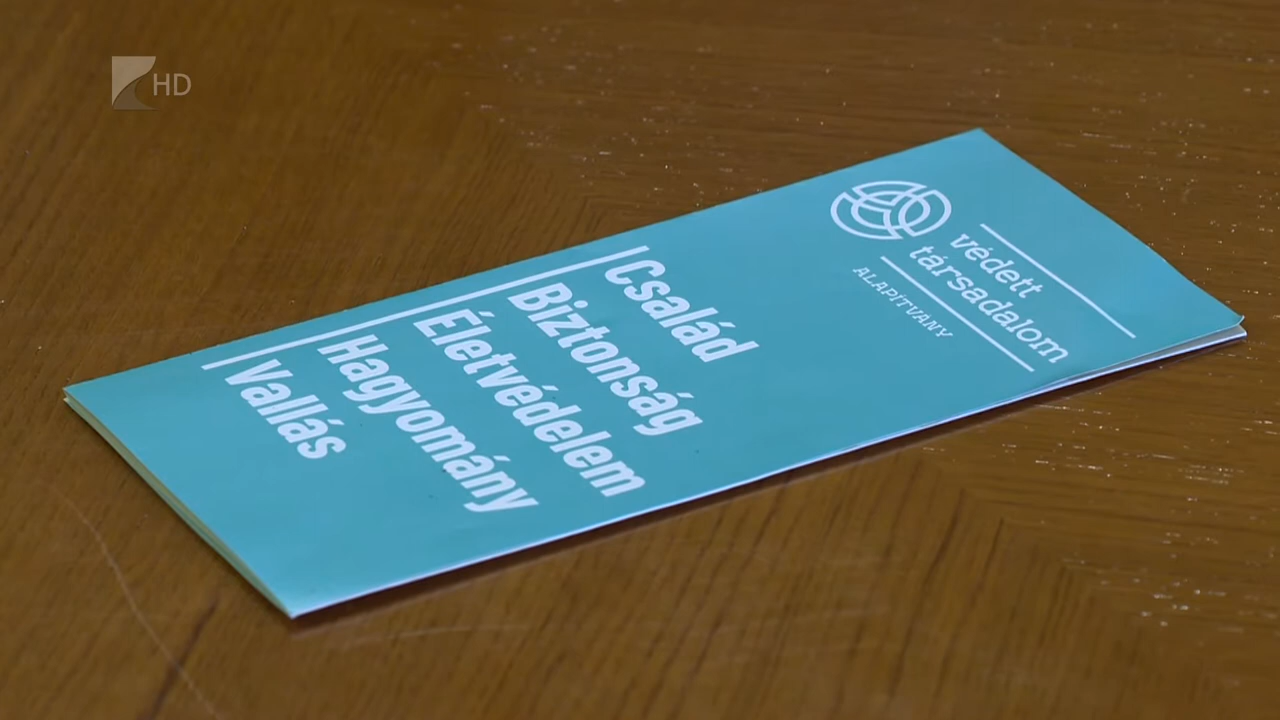 HD
védett
társadalom
ALAPÍTVÁNY
Család
Biztonság
Életvédelem
Hagyomány
Vallás